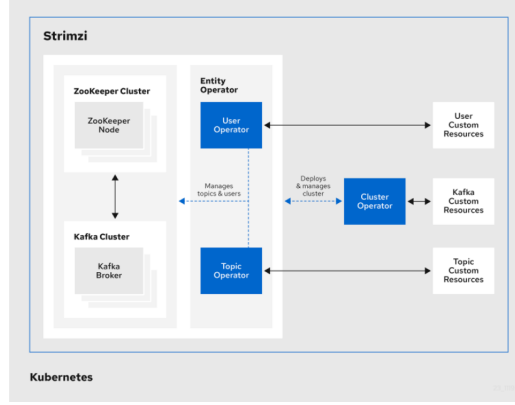 Strimzi
ZooKeeper Cluster
ZooKeeper
Node
Kafka Cluster
Kafka
Broker
Entity
Operator
User
Operator
Manages
topics & users
Topic
Operator
Deploys
& manages
cluster
Cluster
Operator
User
Custom
Resources
Kafka
Custom
Resources
Topic
Custom
Resources
Kubernetes